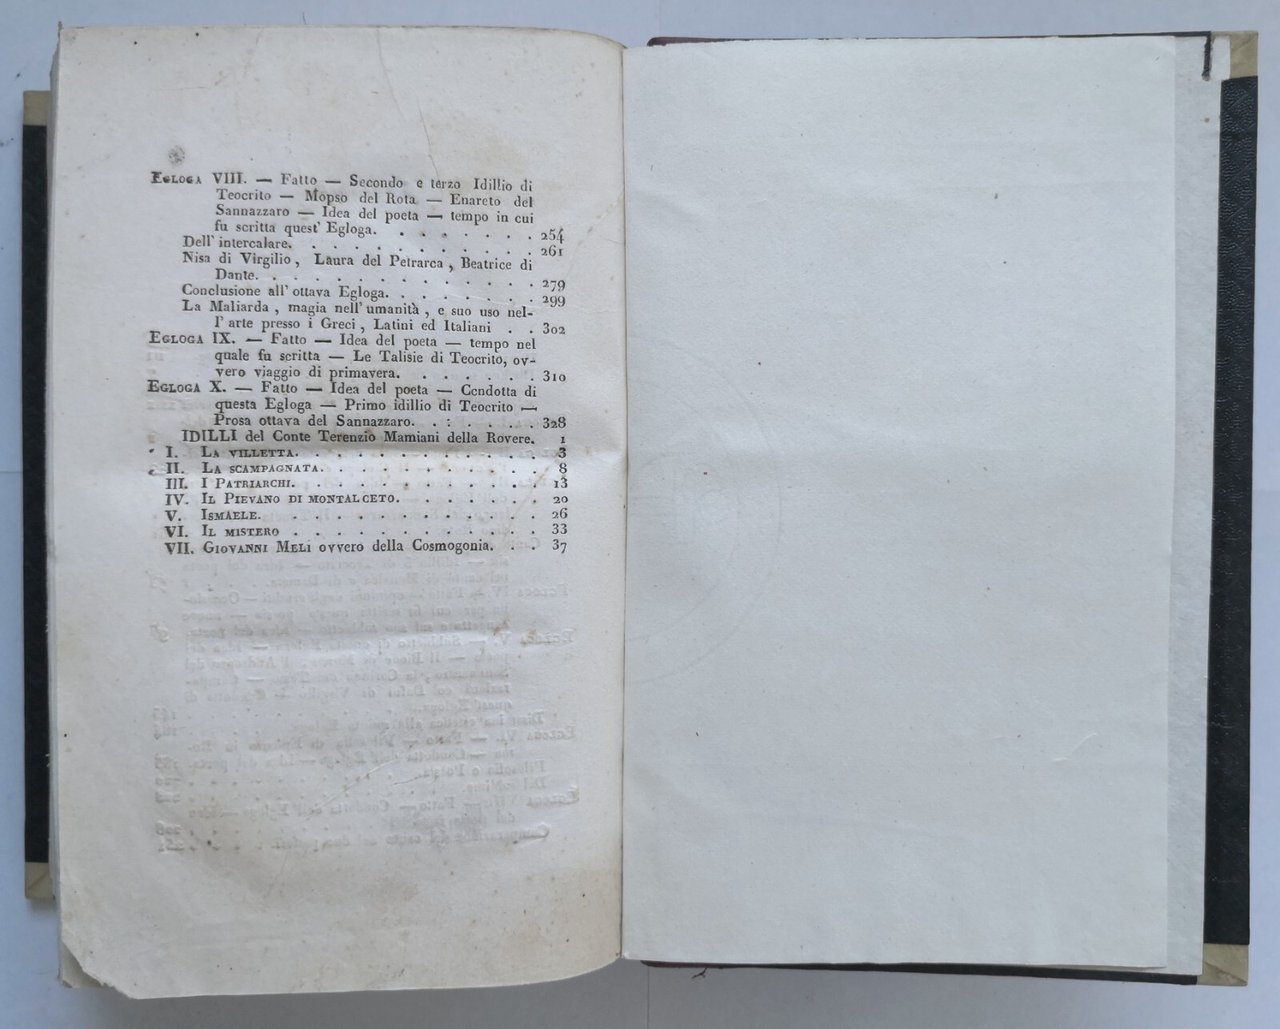 Egloga VIII. — Fatto — Secondo e terzo Idillio di
Teocrito — Mopso del Rota — Enareto del
Sannazzaro — Idea del poeta — tempo in cui
fu scritta quest' Egloga. . . . . . . . 254
Dell' intercalare. . . . . . . . . . . . 261
Nisa di Virgilio, Laura del Petrarca, Beatrice di
Dante. . . . . . . . . . . . . . 279
Conclusione all' ottava Egloga. . . . . . . . 299
La Maliarda, magia nell' umanità, e suo uso nel-
l' arte presso i Greci, Latini ed Italiani . . 302
Egloga IX. — Fatto — Idea del poeta — tempo nel
quale fu scritta — Le Talisie di Teocrito, ov-
vero viaggio di primavera. . . . . . . 310
Egloga X. — Fatto — Idea del poeta — Condotta di
questa Egloga — Primo idillio di Teocrito —
Prosa ottava del Sannazzaro. . . . . . 328
IDILLI del Conte Terenzio Mamiani della Rovere. 1
I. La villetta. . . . . . . . . . . . 3
II. La scampagnata. . . . . . . . . . 8
III. I Patriarchi. . . . . . . . . . . . 13
IV. Il Pievano di montalceto. . . . . . . 20
V. Ismaele. . . . . . . . . . . . . . 26
VI. Il mistero . . . . . . . . . . . . 33
VII. Giovanni Meli ovvero della Cosmogonia. . . 37